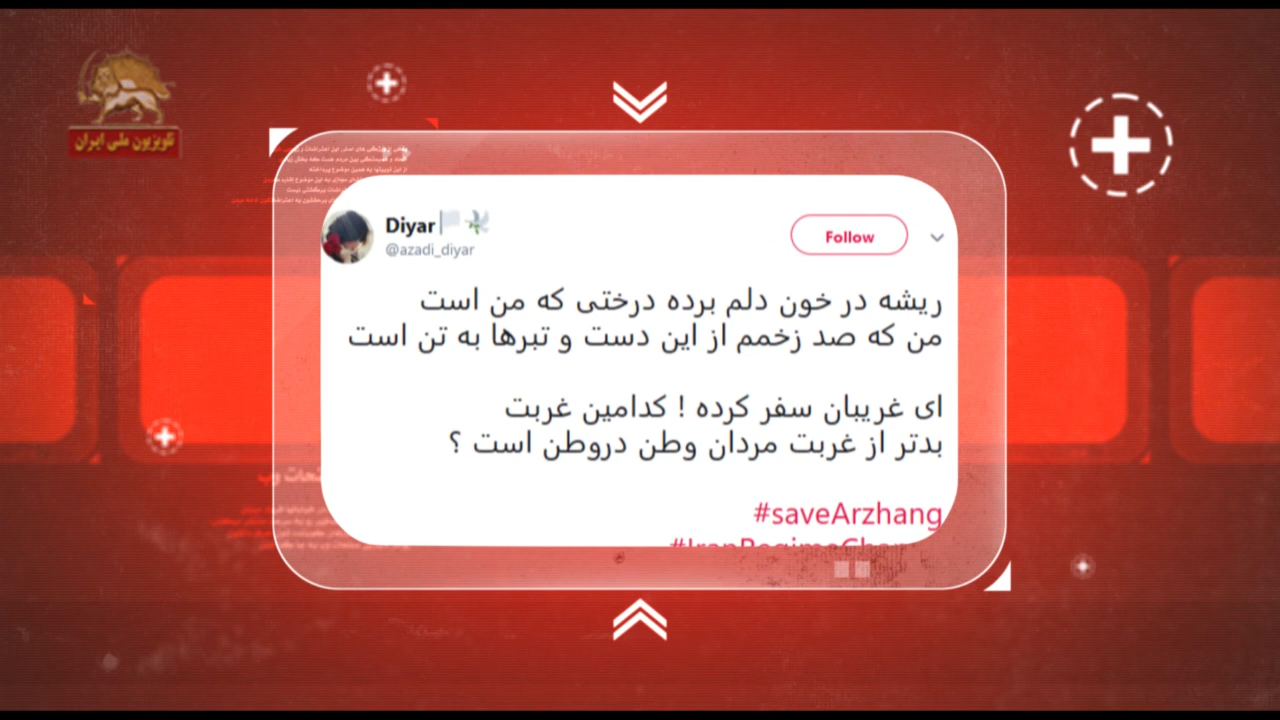 تلویزیون ملی ایران
Diyar
@azadi_diyar
Follow
ریشه در خون دلم برده درختی که من است
من که صد زخمم از این دست و تبرها به تن است
ای غریبان سفر کرده ! کدامین غربت
بدتر از غربت مردان وطن دروطن است ؟
#saveArzhang